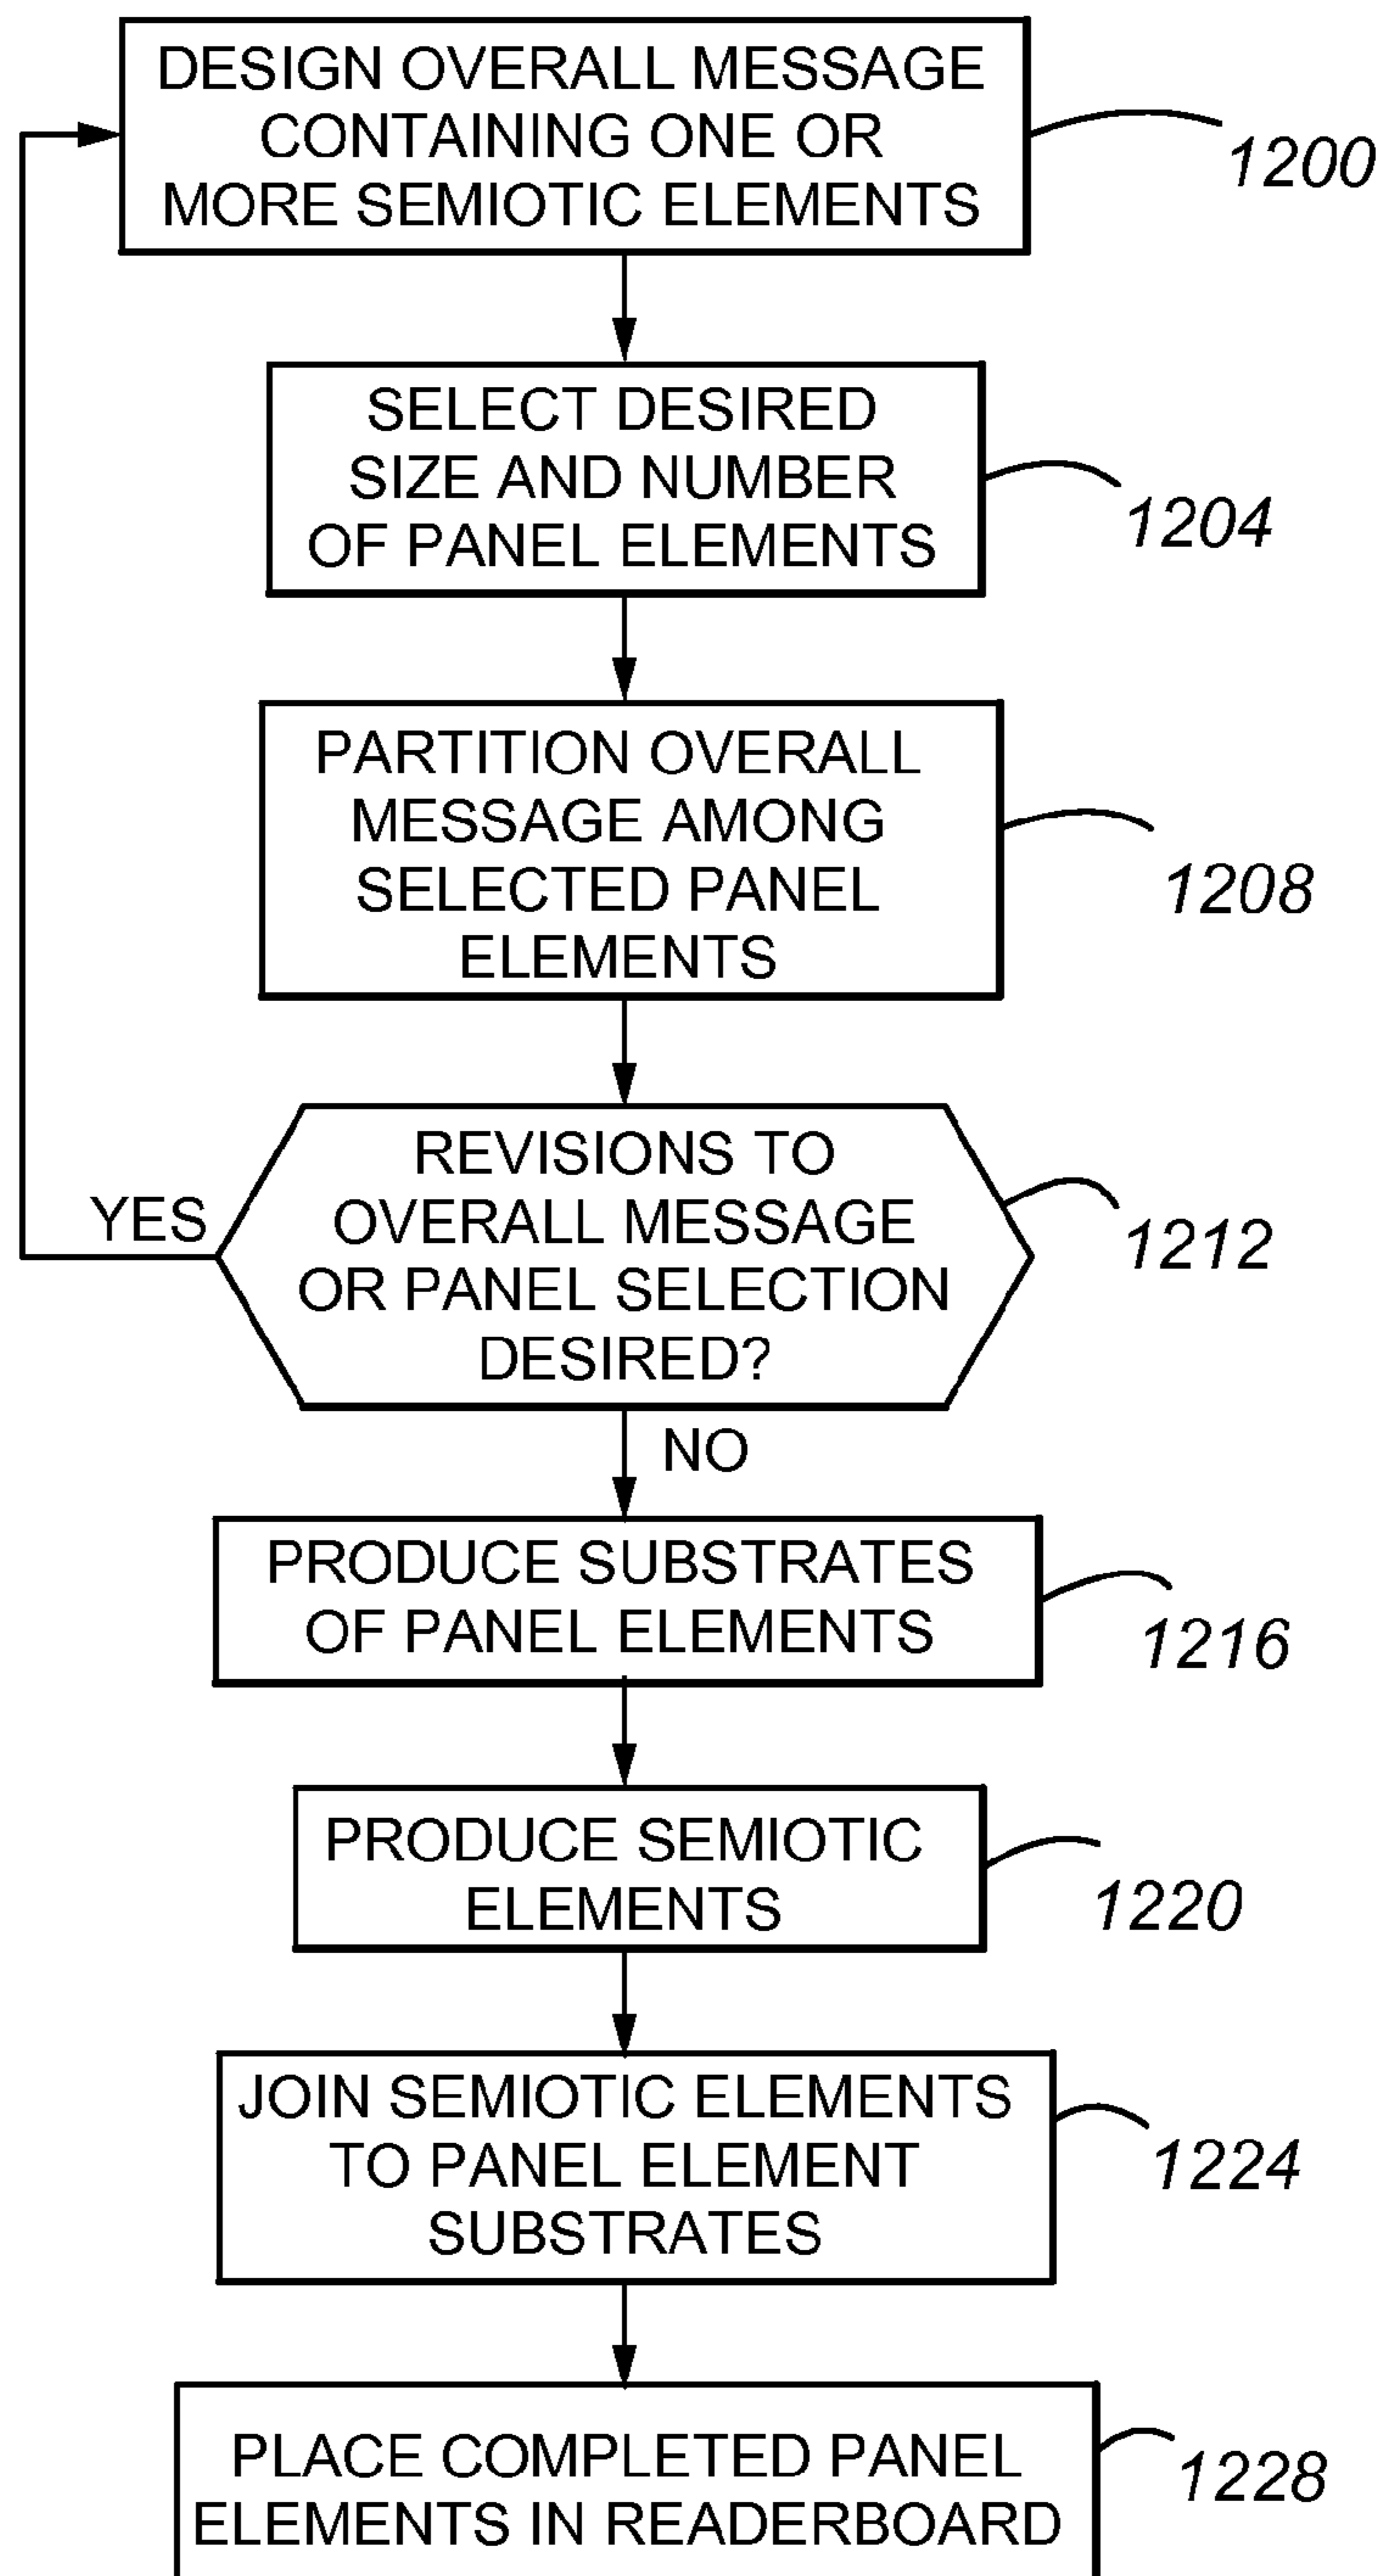 DESIGN OVERALL MESSAGE
CONTAINING ONE OR
MORE SEMIOTIC ELEMENTS
1200
SELECT DESIRED
SIZE AND NUMBER
OF PANEL ELEMENTS
1204
PARTITION OVERALL
MESSAGE AMONG
SELECTED PANEL
ELEMENTS
1208
REVISIONS TO
OVERALL MESSAGE
OR PANEL SELECTION
DESIRED?
1212
YES
NO
PRODUCE SUBSTRATES
OF PANEL ELEMENTS
1216
PRODUCE SEMIOTIC
ELEMENTS
1220
JOIN SEMIOTIC ELEMENTS
TO PANEL ELEMENT
SUBSTRATES
1224
PLACE COMPLETED PANEL
ELEMENTS IN READERBOARD
1228